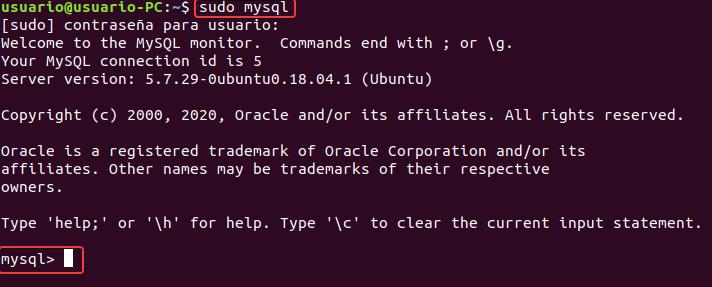 usuario@usuario-PC:~$ sudo mysql
[sudo] contraseña para usuario:
Welcome to the MySQL monitor.  Commands end with ; or \g.
Your MySQL connection id is 5
Server version: 5.7.29-0ubuntu0.18.04.1 (Ubuntu)

Copyright (c) 2000, 2020, Oracle and/or its affiliates. All rights reserved.

Oracle is a registered trademark of Oracle Corporation and/or its
affiliates. Other names may be trademarks of their respective
owners.

Type 'help;' or '\h' for help. Type '\c' to clear the current input statement.

mysql>